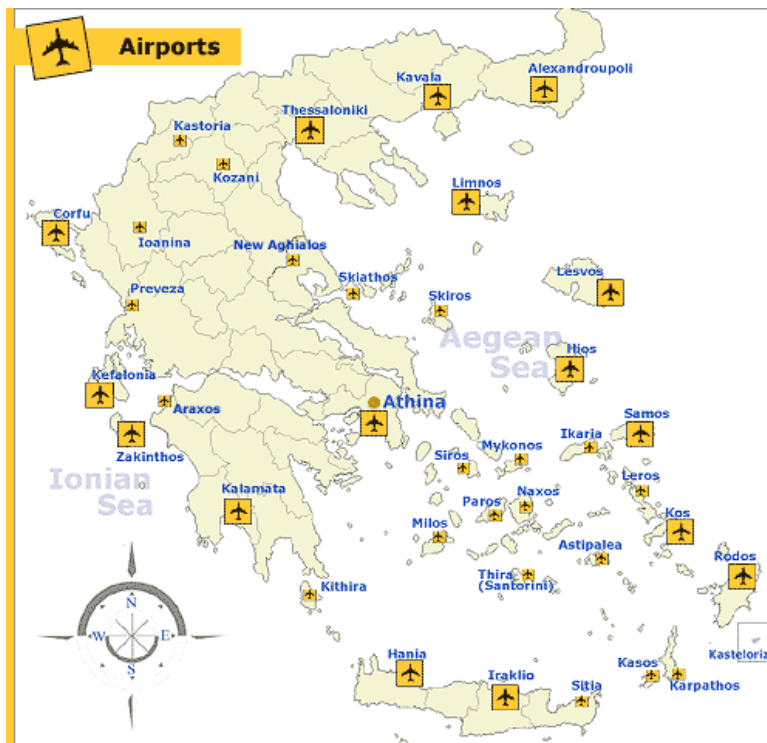 Airports
Kavala
Alexandroupoli
Thessaloniki
Kastoria
Kozani
Limnos
Corfu
Ioanina
New Aghialos
Lesvos
Skiathos
Preveza
Skiros
Aegean
Sea
Hios
Kefalonia
Athina
Araxos
Samos
Zakinthos
Ikaria
Mykonos
Siros
Ionian
Sea
Leros
Kalamata
Naxos
Paros
Kos
Milos
Astipalea
Rodos
Thira
(Santorini)
Kithira
N
W
E
S
Kasteloriz
Hania
Kasos
Iraklio
Sitia
Karpathos